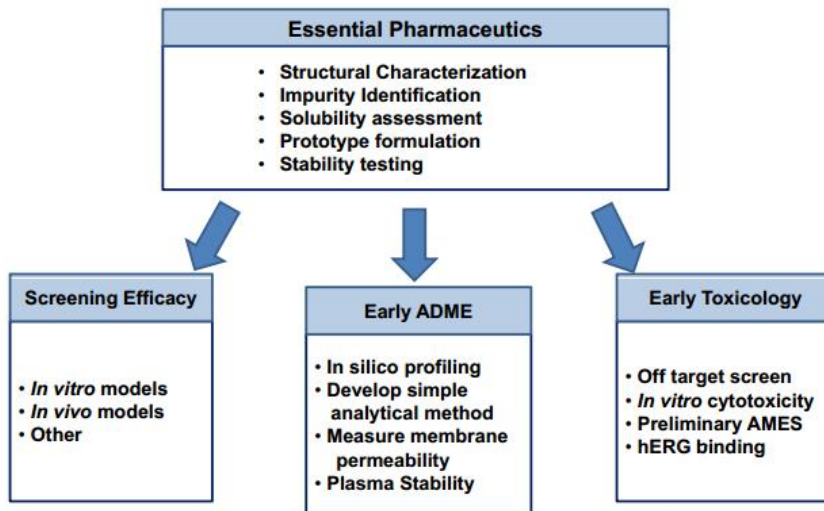 Essential Pharmaceutics
• Structural Characterization
• Impurity Identification
• Solubility assessment
• Prototype formulation
• Stability testing
Screening Efficacy
• In vitro models
• In vivo models
• Other
Early ADME
• In silico profiling
• Develop simple
analytical method
• Measure membrane
permeability
• Plasma Stability
Early Toxicology
• Off target screen
• In vitro cytotoxicity
• Preliminary AMES
• hERG binding